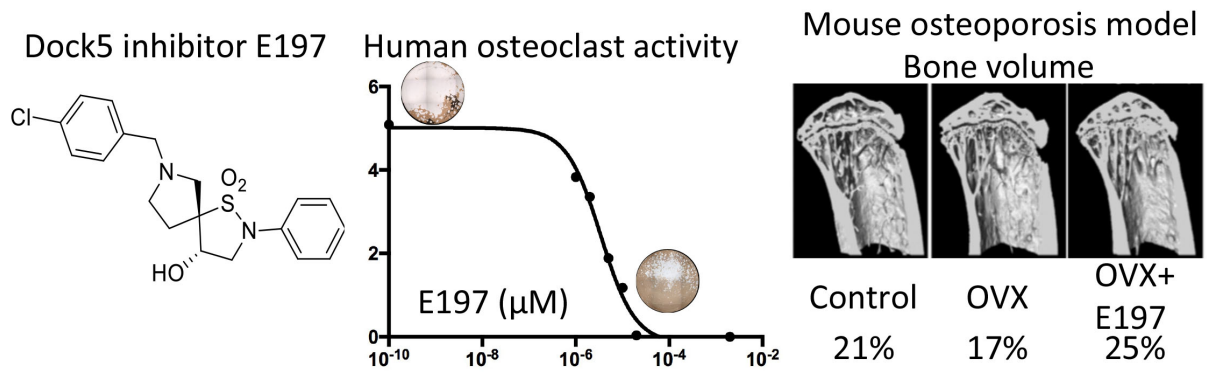 Dock5 inhibitor E197
Cl
N
O2
S
N
HO
Human osteoclast activity
6
4
2
0
E197 (μM)
10-10
10-8
10-6
10-4
10-2
Mouse osteoporosis model
Bone volume
Control
OVX
OVX+
E197
21%
17%
25%